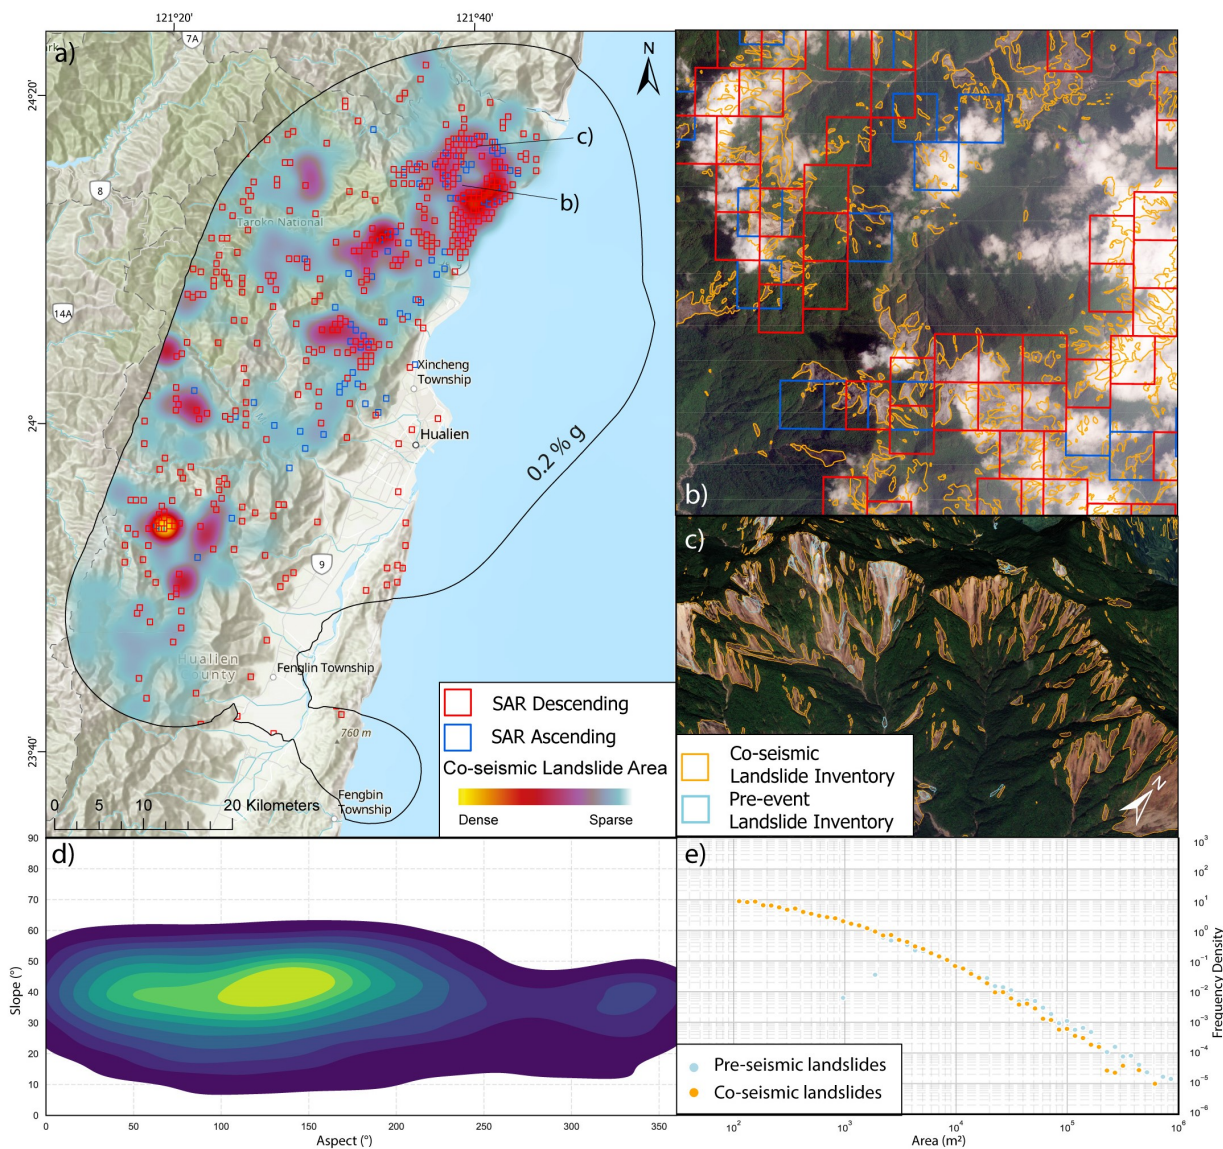 121°20'
121°40'
a)
7A
N
24°20'
c)
8
b)
Taroko National
14A
Xincheng
Township
24°
Hualien
0.2 %g
9
Hualien
County
Fenglin Township
SAR Descending
760 m
SAR Ascending
23°40'
Co-seismic Landslide Area
Dense
Sparse
0
5
10
20 Kilometers
Fengbin
Township
b)
c)
Co-seismic
Landslide Inventory
Pre-event
Landslide Inventory
N
d)
90
80
70
60
50
40
30
20
10
0
Slope (°)
0
50
100
150
200
250
300
350
Aspect (°)
e)
10³
10²
10¹
10⁰
10⁻¹
10⁻²
10⁻³
10⁻⁴
10⁻⁵
10⁻⁶
Frequency Density
Pre-seismic landslides
Co-seismic landslides
10²
10³
10⁴
10⁵
10⁶
Area (m²)